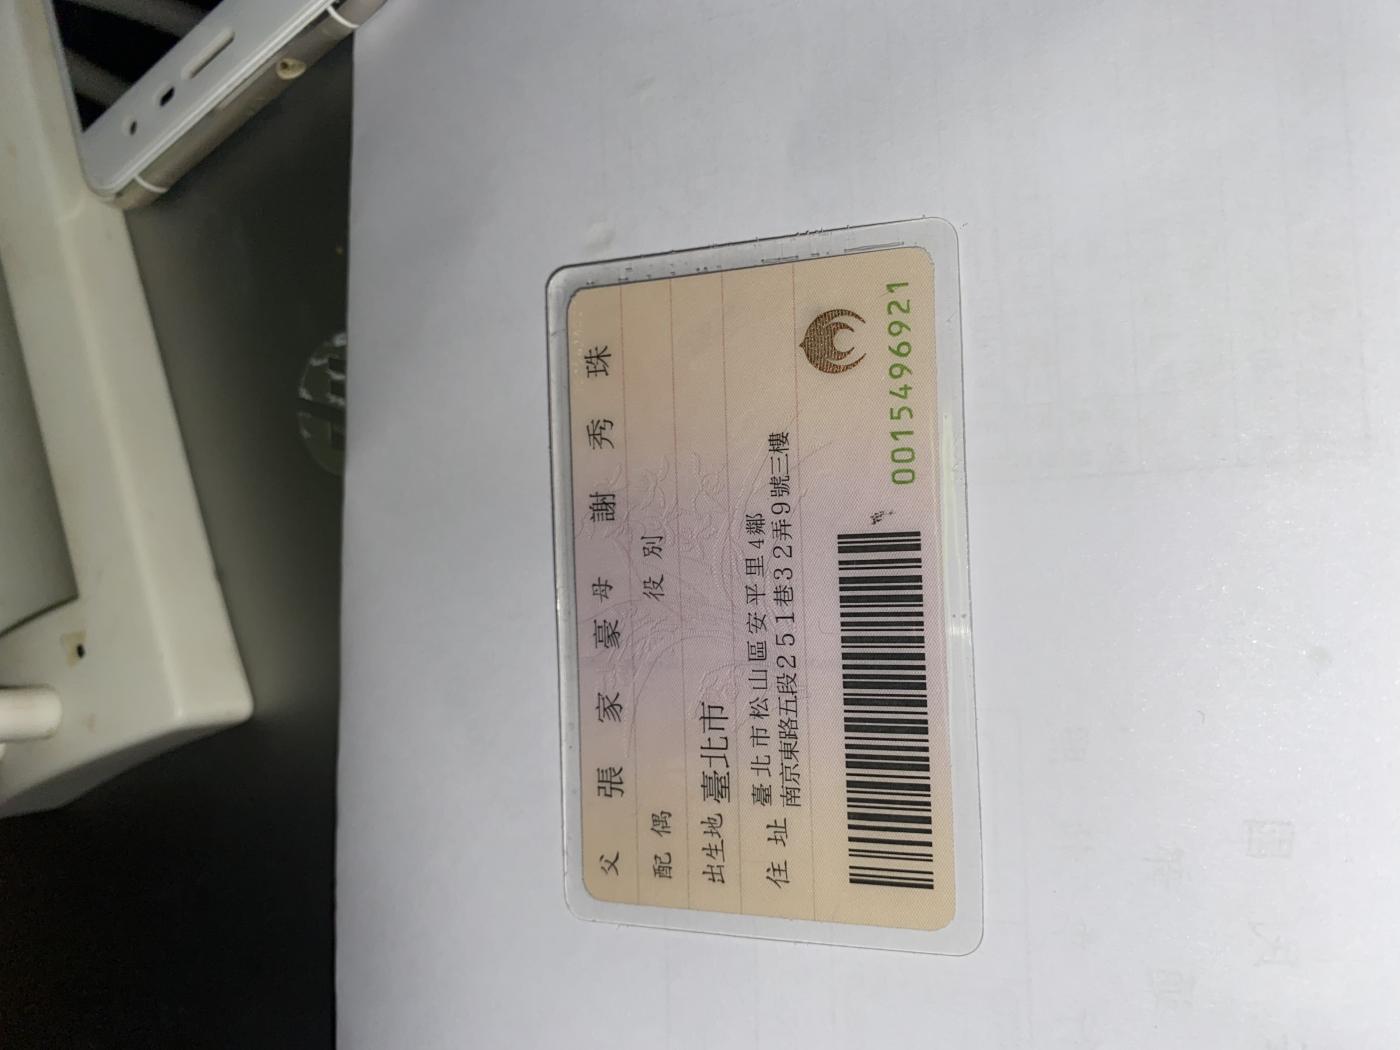 父 張家豪 母 謝秀珠
配偶 役別
出生地 臺北市
住址 臺北市松山區安平里4鄰
南京東路五段251巷32弄9號三樓
0015496921